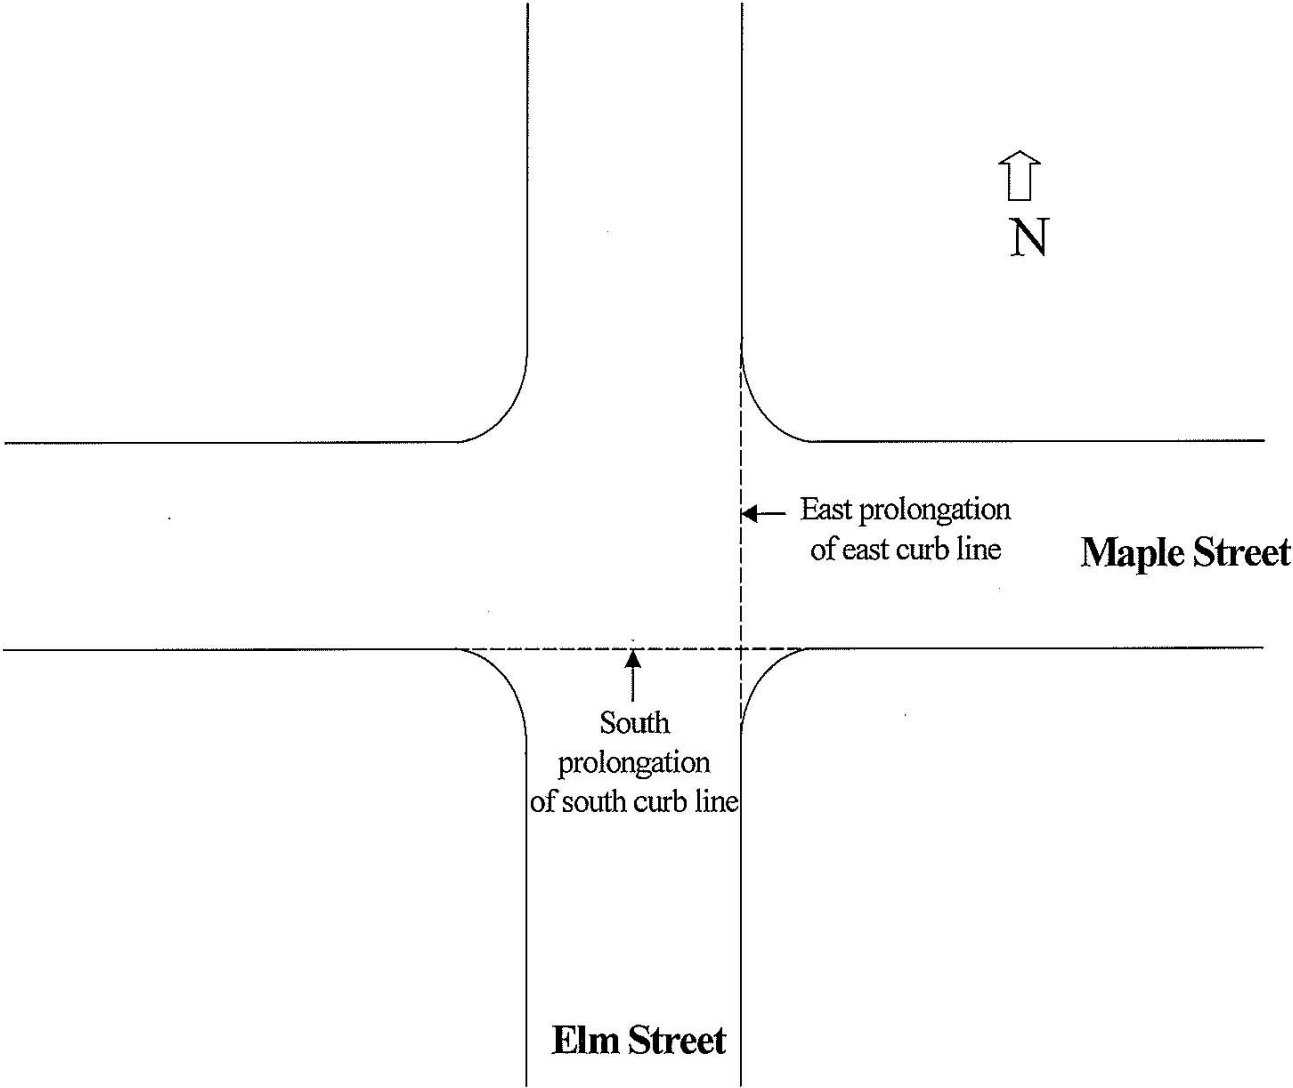 N
East prolongation
of east curb line
Maple Street
South
prolongation
of south curb line
Elm Street